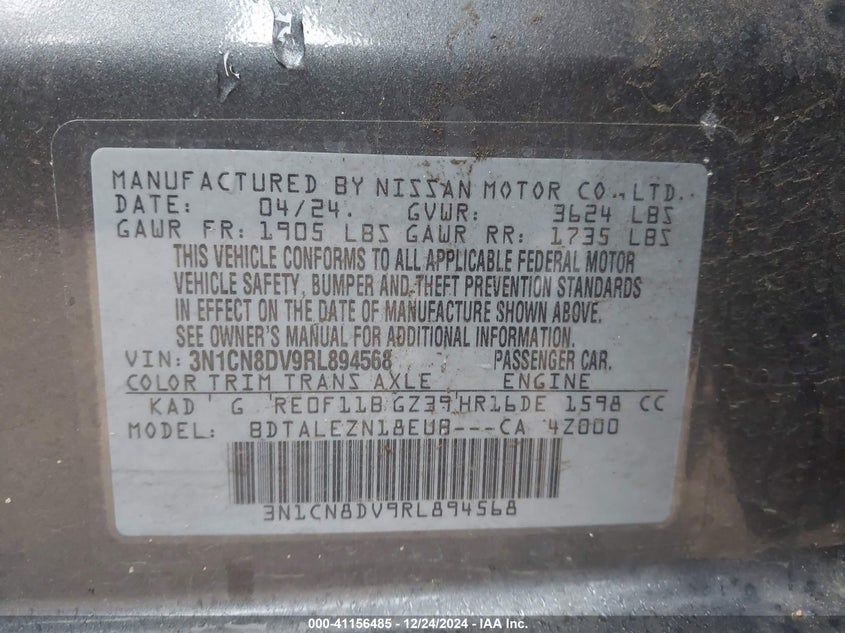 MANUFACTURED BY NISSAN MOTOR CO., LTD.
DATE: 04/24. GVWR: 3624 LBS
GAWR FR: 1905 LBS GAWR RR: 1735 LBS
THIS VEHICLE CONFORMS TO ALL APPLICABLE FEDERAL MOTOR
VEHICLE SAFETY, BUMPER AND THEFT PREVENTION STANDARDS
IN EFFECT ON THE DATE OF MANUFACTURE SHOWN ABOVE.
SEE OWNER'S MANUAL FOR ADDITIONAL INFORMATION.
VIN: 3N1CN8DV9RL894568 PASSENGER CAR.
COLOR TRIM TRANS AXLE ENGINE
KAD G RE0F11B GZ39 HR16DE 1598 CC
MODEL: BDTALEZN18EUB---CA 4Z000
3N1CN8DV9RL894568
000-41156485 - 12/24/2024 - IAA Inc.